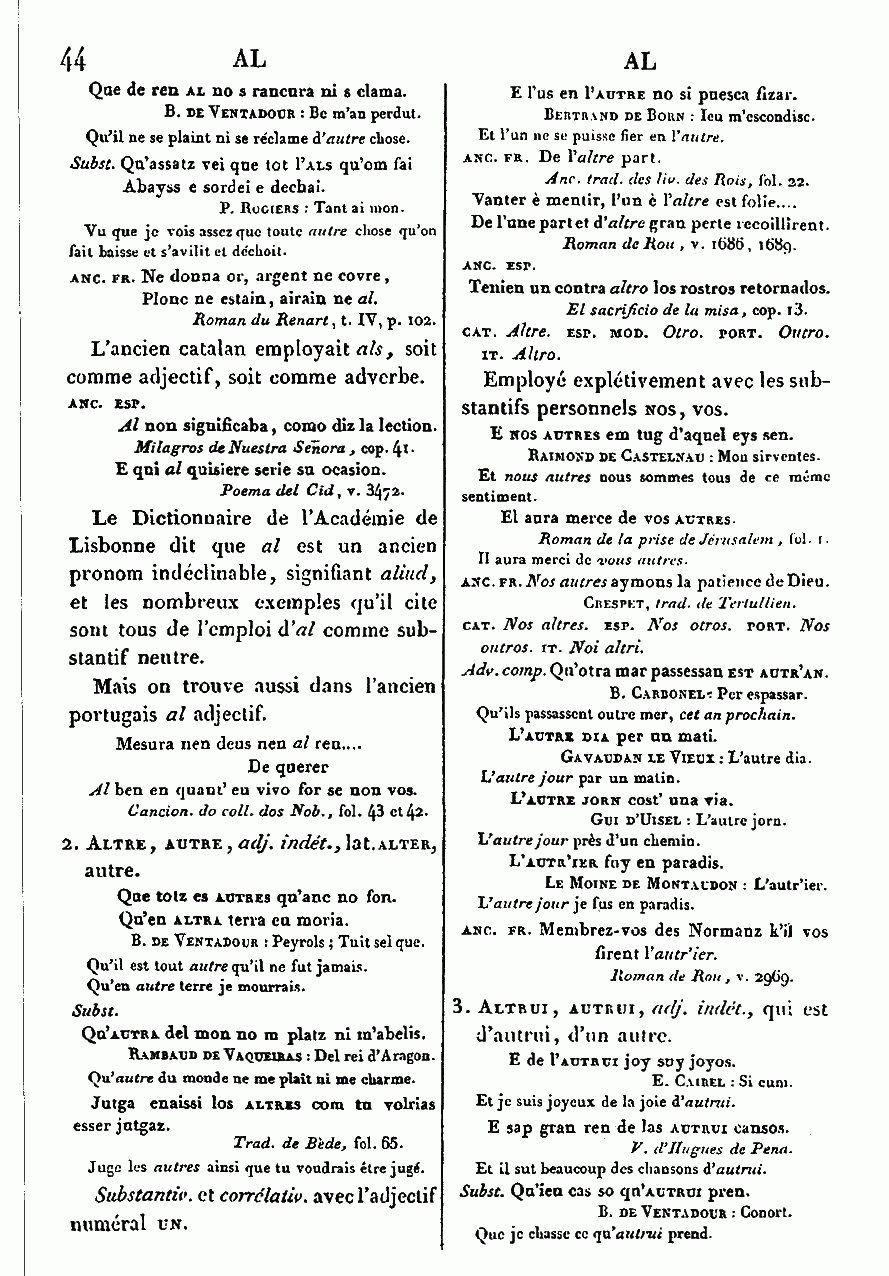 44 AL AL
Que de ren AL no s rancura ni s clama.
B. DE VENTADOUR : Be m'an perdut.
Qu'il ne se plaint ni se réclame d'autre chose.
Subst. Qu'assatz vei que tot l'ALS qu'om fai
Abayss e sordei e dechai.
P. ROGIERS : Tant ai mon.
Vu que je vois assez que toute autre chose qu'on
fait baisse et s'avilit et déchoit.
ANC. FR. Ne donna or, argent ne covre,
Plonc ne estain, airain ne al.
Roman du Renart, t. IV, p. 102.
L'ancien catalan employait als, soit
comme adjectif, soit comme adverbe.
ANC. ESP.
Al non significaba, como diz la lection.
Milagros de Nuestra Señora, cop. 41.
E qui al quisiere serie su ocasion.
Poema del Cid, v. 3472.
Le Dictionnaire de l'Académie de
Lisbonne dit que al est un ancien
pronom indéclinable, signifiant aliud,
et les nombreux exemples qu'il cite
sont tous de l'emploi d'al comme sub-
stantif neutre.
Mais on trouve aussi dans l'ancien
portugais al adjectif.
Mesura nen deus nen al ren....
De querer
Al ben en quant' eu vivo for se non vos.
Cancion. do coll. dos Nob., fol. 43 et 42.
2. ALTRE, AUTRE, adj. indét., lat. ALTER,
autre.
Que totz es AUTRES qu'anc no fon.
Qu'en ALTRA terra en moria.
B. DE VENTADOUR : Peyrols ; Tuit selque.
Qu'il est tout autre qu'il ne fut jamais.
Qu'en autre terre je mourrais.
Subst.
Qu'AUTRA del mon no m platz ni m'abelis.
RAMBAUD DE VAQUEIRAS : Del rei d'Aragon.
Qu'autre du monde ne me plaît ni me charme.
Jutga enaissi los ALTRES com tu volrias
esser jutgaz.
Trad. de Bède, fol. 65.
Juge les autres ainsi que tu voudrais être jugé.
Substantiv. et corrélativ. avec l'adjectif
numéral UN.
E l'us en l'AUTRE no si puesca fizar.
BERTRAND DE BORN : Ieu m'escondisc.
Et l'un ne se puisse fier en l'autre.
ANC. FR. De l'altre part.
Anc. trad. des liv. des Rois, fol. 22.
Vanter è mentir, l'un è l'altre est folie....
De l'une part et d'altre gran perte recoillirent.
Roman de Rou, v. 1686, 1689.
ANC. ESP.
Tenien un contra altro los rostros retornados.
El sacrificio de la misa, cop. 13.
CAT. Altre. ESP. MOD. Otro. PORT. Outro.
IT. Altro.
Employé explétivement avec les sub-
stantifs personnels NOS, VOS.
E NOS AUTRES em tug d'aquel eys sen.
RAIMOND DE CASTELNAU : Mon sirventes.
Et nous autres nous sommes tous de ce même
sentiment.
El aura merce de vos AUTRES.
Roman de la prise de Jérusalem, fol. 1.
Il aura merci de vous autres.
ANC. FR. Nos autres aymons la patience de Dieu.
CRESPET, trad. de Tertullien.
CAT. Nos altres. ESP. Nos otros. PORT. Nos
outros. IT. Noi altri.
Adv. comp. Qu'otra mar passessan EST AUTR'AN.
B. CARBONEL : Per espassar.
Qu'ils passassent outre mer, cet an prochain.
L'AUTRE DIA per un mati.
GAVAUDAN LE VIEUX : L'autre dia.
L'autre jour par un matin.
L'AUTRE JORN cost' una via.
GUI D'UISEL : L'autre jorn.
L'autre jour près d'un chemin.
L'AUTR'IER fuy en paradis.
LE MOINE DE MONTAUDON : L'autr'ier.
L'autre jour je fus en paradis.
ANC. FR. Membrez-vos des Normanz k'il vos
firent l'autr'ier.
Roman de Rou, v. 2969.
3. ALTRUI, AUTRUI, adj. indét., qui est
d'autrui, d'un autre.
E de l'AUTRUI joy suy joyos.
E. CAIREL : Si cum.
Et je suis joyeux de la joie d'autrui.
E sap gran ren de las AUTRUI cansos.
V. d'Hugues de Pena.
Et il sut beaucoup des chansons d'autrui.
Subst. Qu'ieu cas so qu'AUTRUI pren.
B. DE VENTADOUR : Conort.
Que je chasse ce qu'autrui prend.